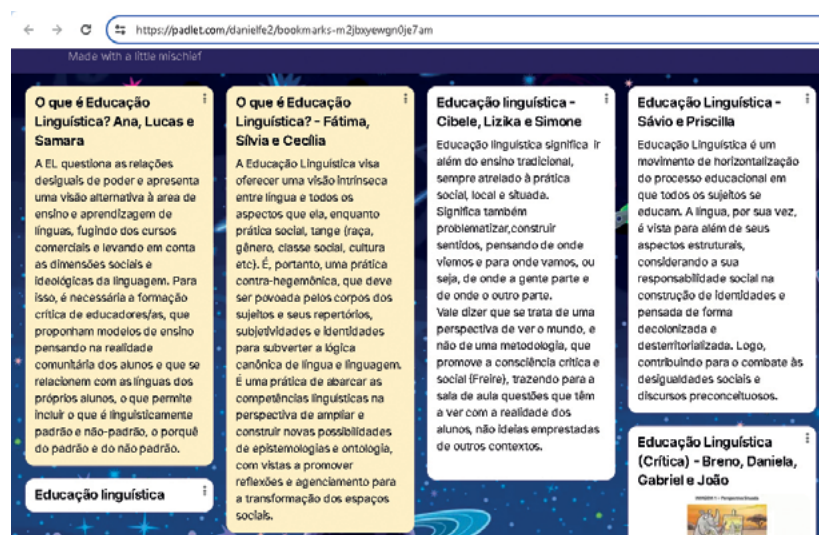 https://padlet.com/danielfe2/bookmarks-m2jbxyewgn0je7am
Made with a little mischief
O que é Educação
Linguística? Ana, Lucas e
Samara
A EL questiona as relações
desiguais de poder e apresenta
uma visão alternativa à area de
ensino e aprendizagem de
línguas, fugindo dos cursos
comerciais e levando em conta
as dimensões sociais e
ideológicas da linguagem. Para
isso, é necessária a formação
crítica de educadores/as, que
proponham modelos de ensino
pensando na realidade
comunitária dos alunos e que se
relacionem com as línguas dos
próprios alunos, o que permite
incluir o que é linguisticamente
padrão e não-padrão, o porquê
do padrão e do não padrão.
Educação linguística
O que é Educação
Linguística? - Fátima,
Sílvia e Cecília
A Educação Linguística visa
oferecer uma visão intrínseca
entre língua e todos os
aspectos que ela, enquanto
prática social, tange (raça,
gênero, classe social, cultura
etc). É, portanto, uma prática
contra-hegemônica, que deve
ser povoada pelos corpos dos
sujeitos e seus repertórios,
subjetividades e identidades
para subverter a lógica
canônica de língua e linguagem.
É uma prática de abarcar as
competências linguísticas na
perspectiva de ampliar e
construir novas possibilidades
de epistemologias e ontologia,
com vistas a promover
reflexões e agenciamento para
a transformação dos espaços
sociais.
Educação linguística -
Cibele, Lizika e Simone
Educação linguística significa ir
além do ensino tradicional,
sempre atrelado à prática
social, local e situada.
Significa também
problematizar,construir
sentidos, pensando de onde
viemos e para onde vamos, ou
seja, de onde a gente parte e
de onde o outro parte.
Vale dizer que se trata de uma
perspectiva de ver o mundo, e
não de uma metodologia, que
promove a consciência crítica e
social (Freire), trazendo para a
sala de aula questões que têm
a ver com a realidade dos
alunos, não ideias emprestadas
de outros contextos.
Educação Linguística -
Sávio e Priscilla
Educação Linguística é um
movimento de horizontalização
do processo educacional em
que todos os sujeitos se
educam. A língua, por sua vez,
é vista para além de seus
aspectos estruturais,
considerando a sua
responsabilidade social na
construção de identidades e
pensada de forma
decolonizada e
desterritorializada. Logo,
contribuindo para o combate às
desigualdades sociais e
discursos preconceituosos.
Educação Linguística
(Crítica) - Breno, Daniela,
Gabriel e João